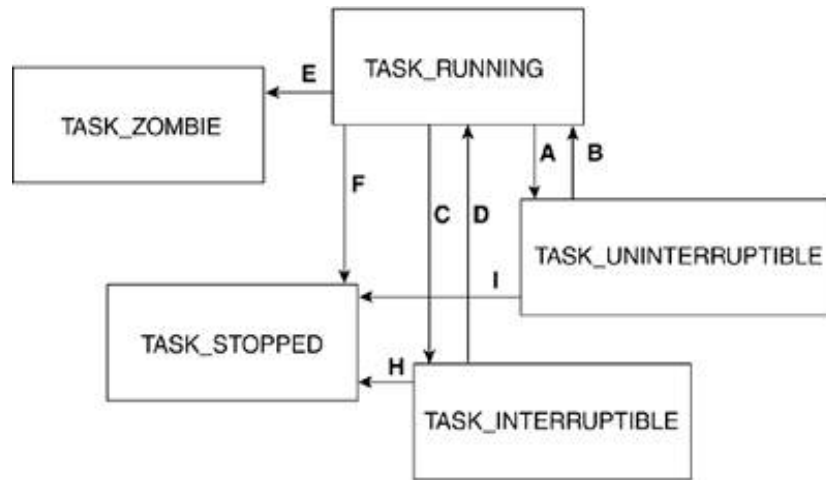 TASK_RUNNING
E
TASK_ZOMBIE
A
B
F
C
D
TASK_UNINTERRUPTIBLE
I
TASK_STOPPED
H
TASK_INTERRUPTIBLE